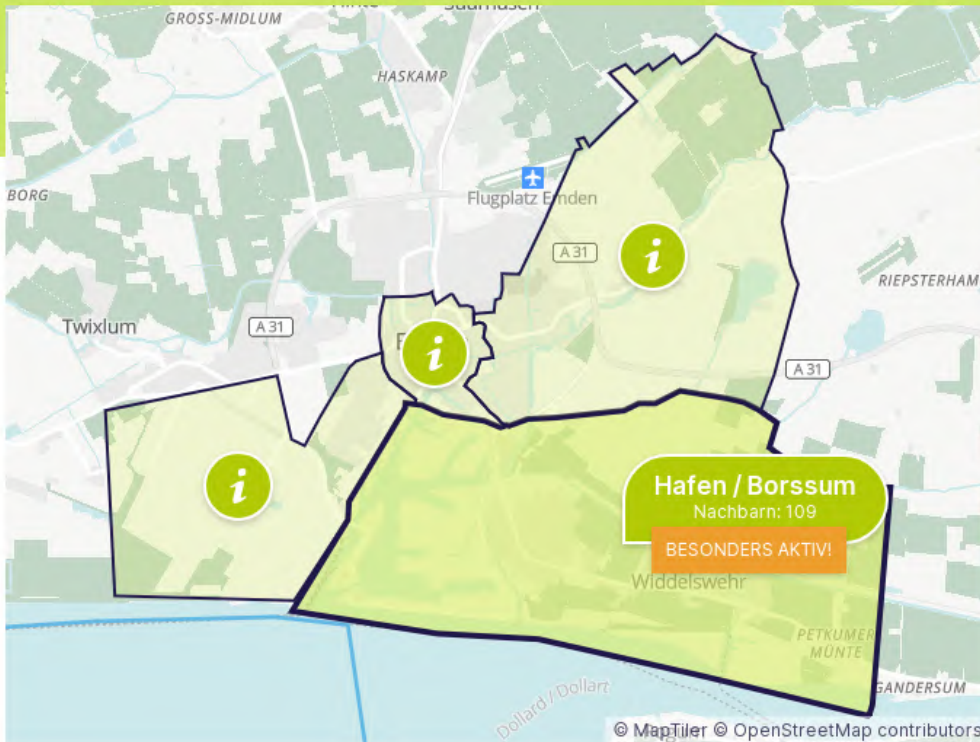 GROSS-MIDLUM
HASKAMP
BORG
Flugplatz Emden
A 31
RIEPSTERHAM
Twixlum
A 31
A 31
Hafen / Borssum
Nachbarn: 109
BESONDERS AKTIV!
Widdelswehr
PETKUMER
MÜNTE
GANDERSUM
Dollard / Dollart
© MapTiler © OpenStreetMap contributors